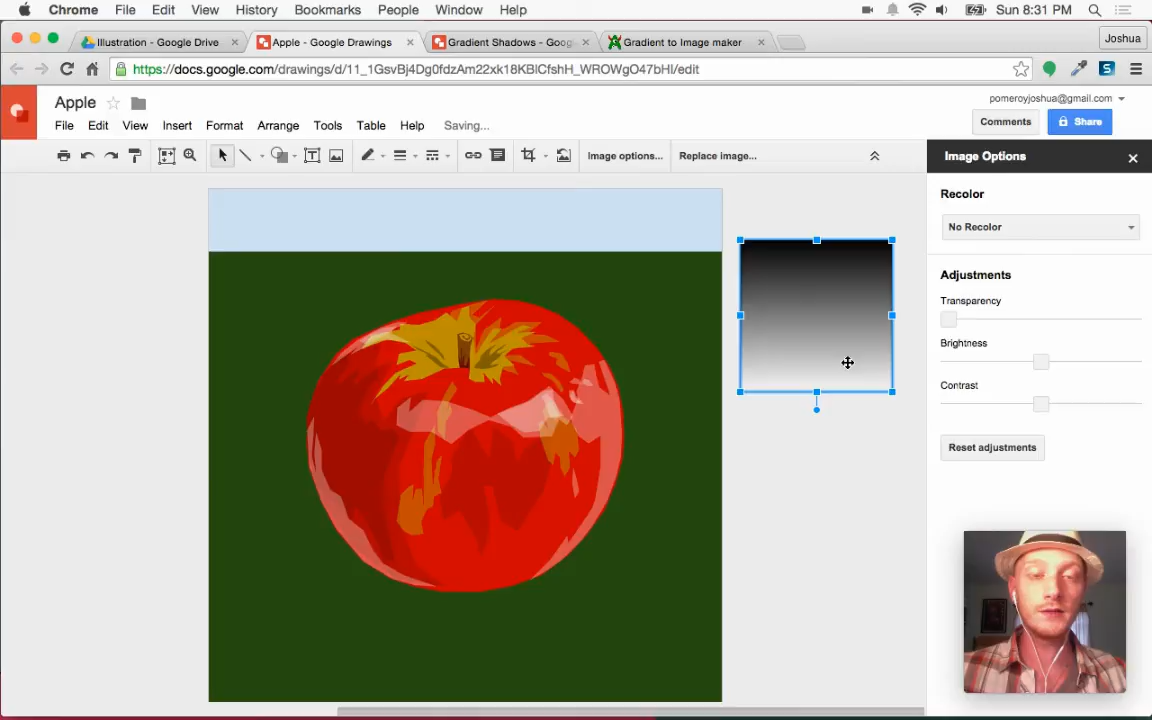 Chrome File Edit View History Bookmarks People Window Help Sun 8:31 PM
Illustration - Google Drive Apple - Google Drawings Gradient Shadows - Goog Gradient to Image maker Joshua
https://docs.google.com/drawings/d/11_1GsvBj4Dg0fdzAm22xk18KBlCfshH_WROWgO47bHI/edit
Apple pomeroyjoshua@gmail.com
File Edit View Insert Format Arrange Tools Table Help Saving... Comments Share
Image options... Replace image... Image Options
Recolor
No Recolor
Adjustments
Transparency
Brightness
Contrast
Reset adjustments